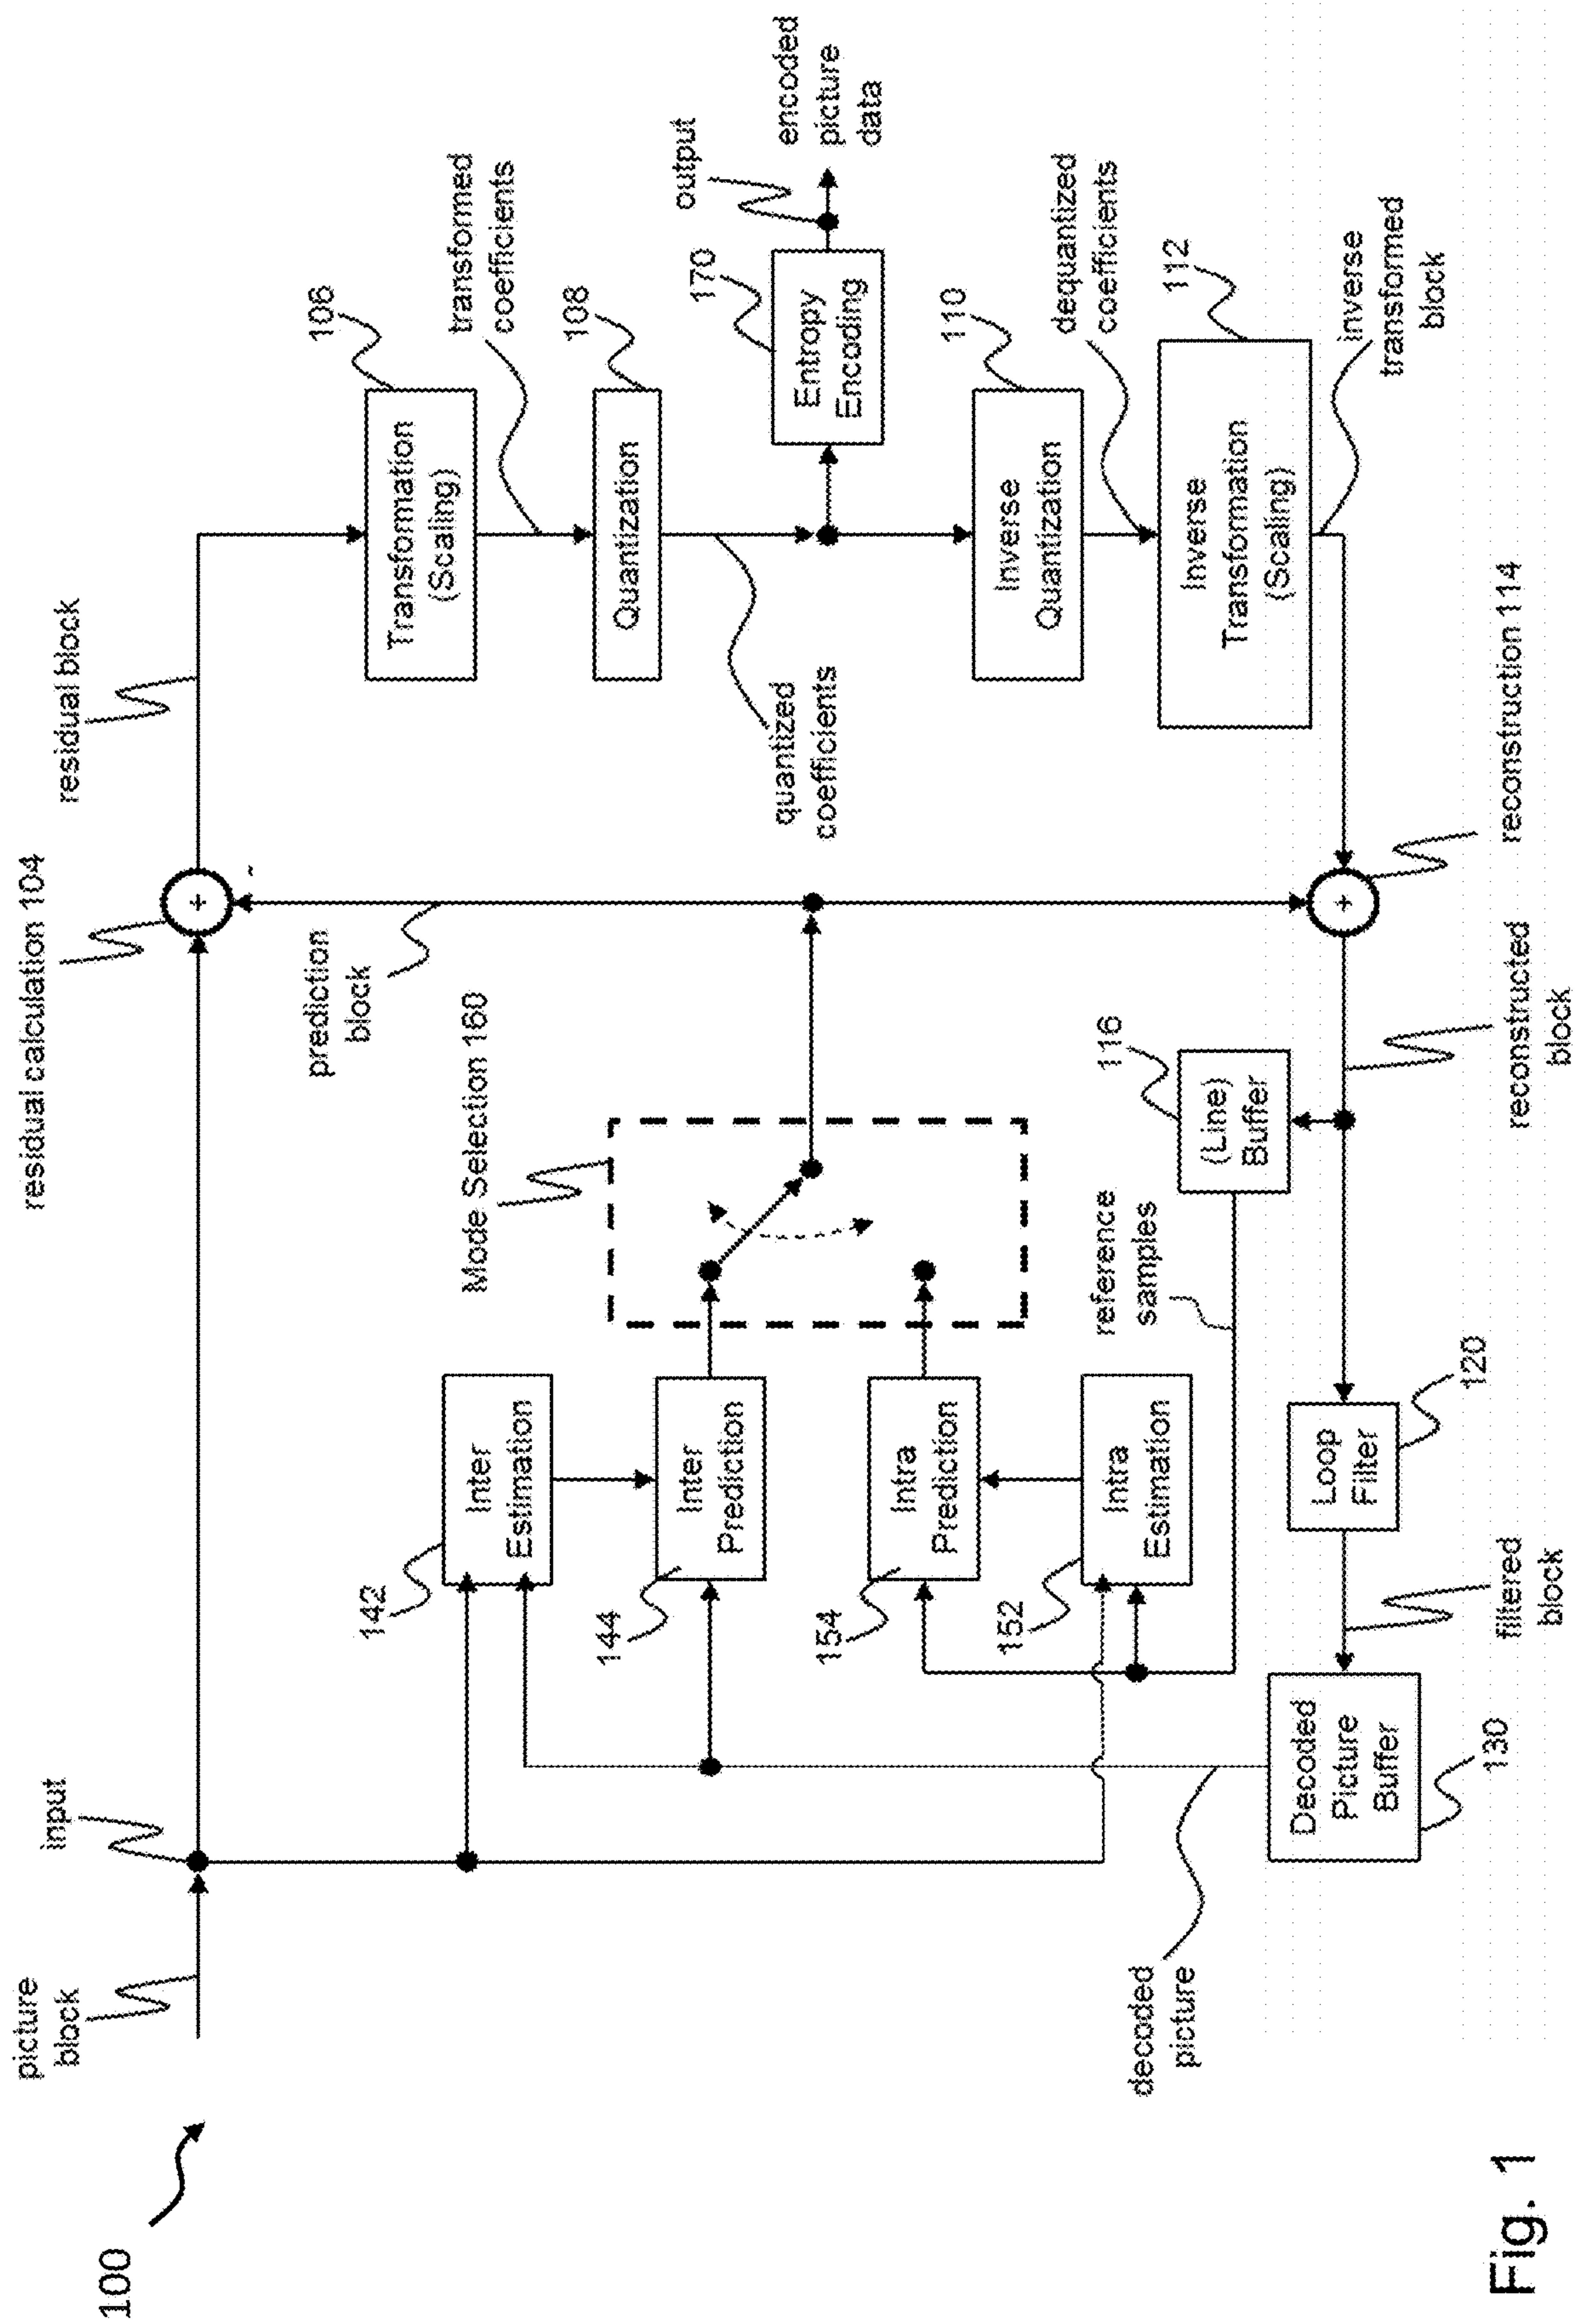 100
picture
block
input
residual calculation 104
residual block
prediction
block
-
+
106
Transformation
(Scaling)
transformed
coefficients
108
Quantization
quantized
coefficients
170
Entropy
Encoding
output
encoded
picture
data
110
Inverse
Quantization
dequantized
coefficients
112
Inverse
Transformation
(Scaling)
inverse
transformed
block
Mode Selection 160
142
Inter
Estimation
144
Inter
Prediction
154
Intra
Prediction
152
Intra
Estimation
reference
samples
116
(Line)
Buffer
+
reconstruction 114
reconstructed
block
120
Loop
Filter
filtered
block
Decoded
Picture
Buffer
130
decoded
picture
Fig. 1